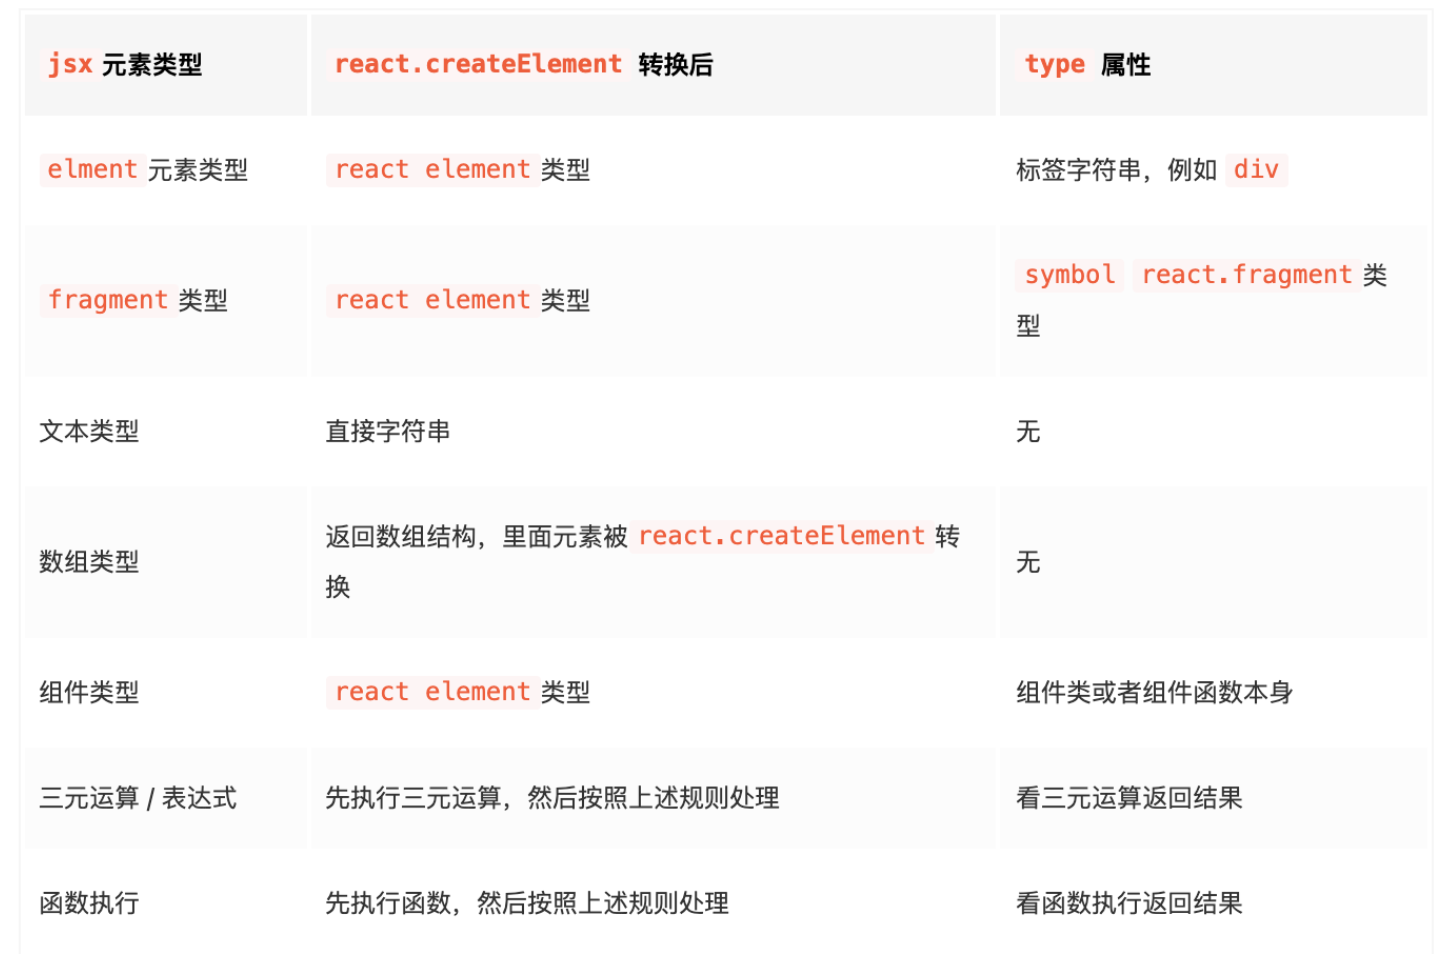 jsx 元素类型 react.createElement 转换后 type 属性
elment 元素类型 react element 类型 标签字符串，例如 div
fragment 类型 react element 类型 symbol react.fragment 类
型
文本类型 直接字符串 无
数组类型 返回数组结构，里面元素被 react.createElement 转
换 无
组件类型 react element 类型 组件类或者组件函数本身
三元运算 / 表达式 先执行三元运算，然后按照上述规则处理 看三元运算返回结果
函数执行 先执行函数，然后按照上述规则处理 看函数执行返回结果